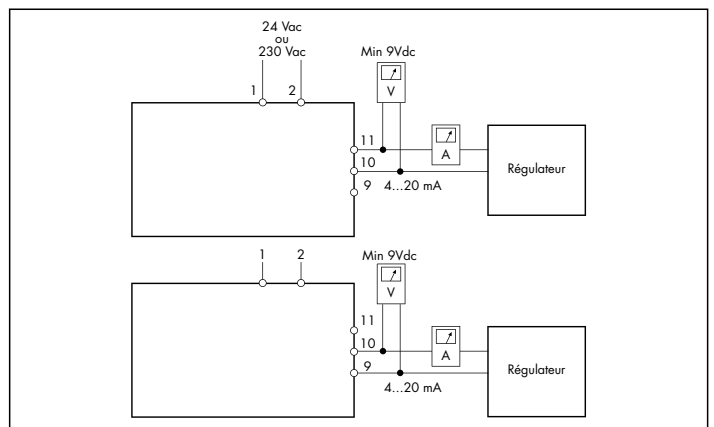 24 Vac
ou
230 Vac
Min 9Vdc
1 2
V
11
A
10
Régulateur
9 4...20 mA
1 2
Min 9Vdc
V
11
10
A
9
Régulateur
4...20 mA